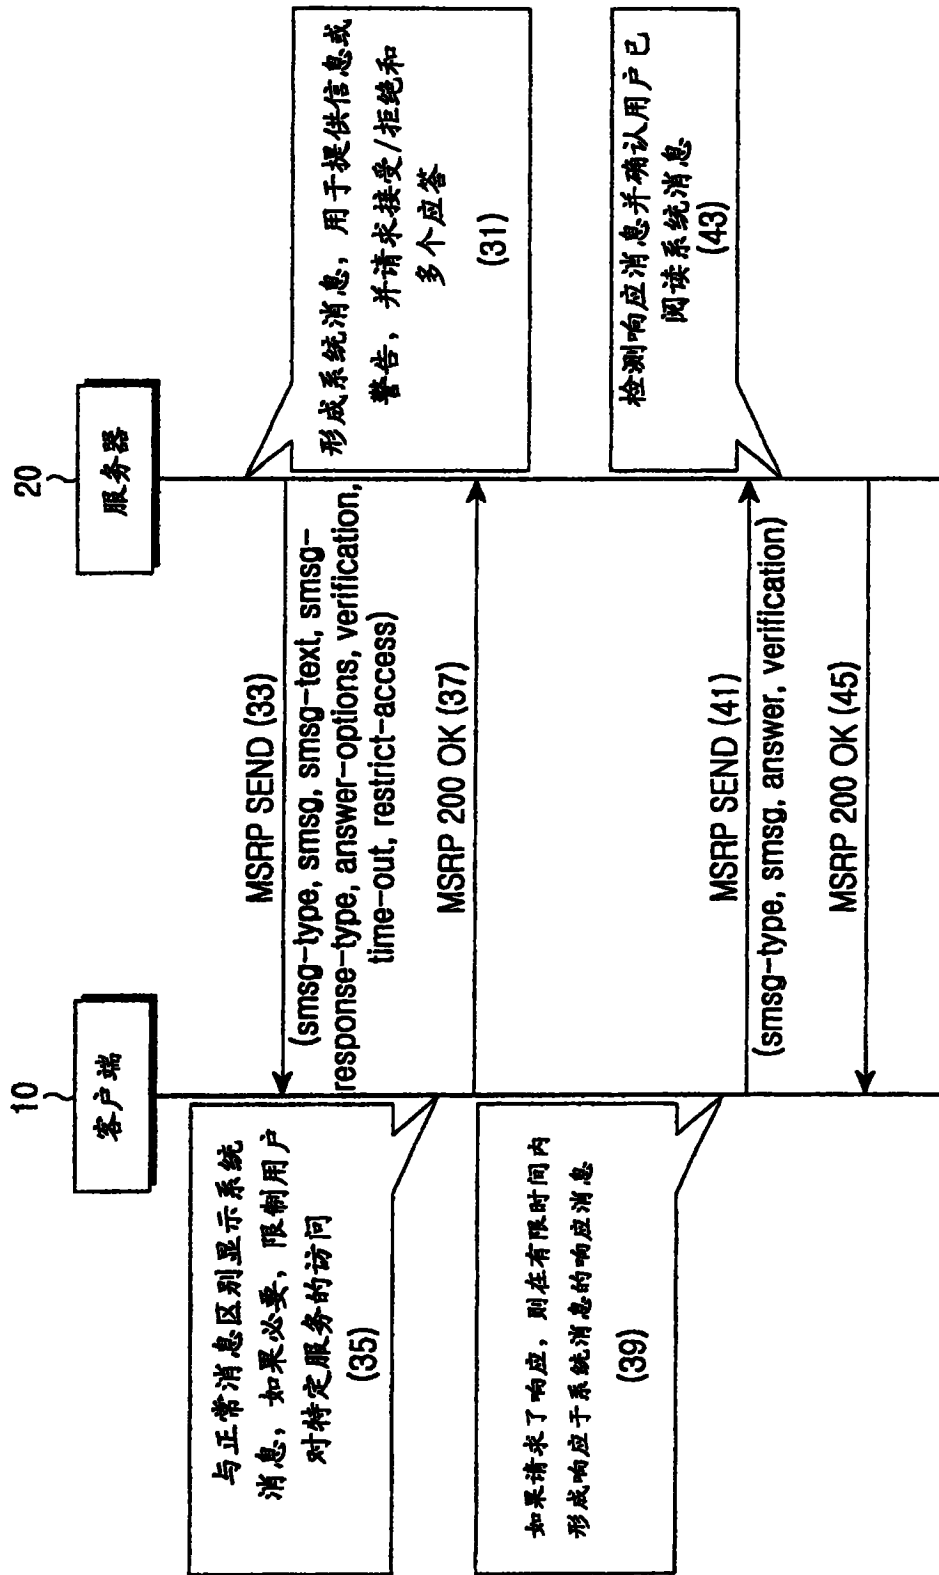 10
客户端
20
服务器
形成系统消息，用于提供信息或
警告，并请求接受/拒绝和
多个应答
(31)
MSRP SEND (33)
(smsg-type, smsg, smsg-text, smsg-
response-type, answer-options, verification,
time-out, restrict-access)
与正常消息区别显示系统
消息，如果必要，限制用户
对特定服务的访问
(35)
MSRP 200 OK (37)
如果请求了响应，则在有限时间内
形成响应于系统消息的响应消息
(39)
MSRP SEND (41)
(smsg-type, smsg, answer, verification)
检测响应消息并确认用户已
阅读系统消息
(43)
MSRP 200 OK (45)